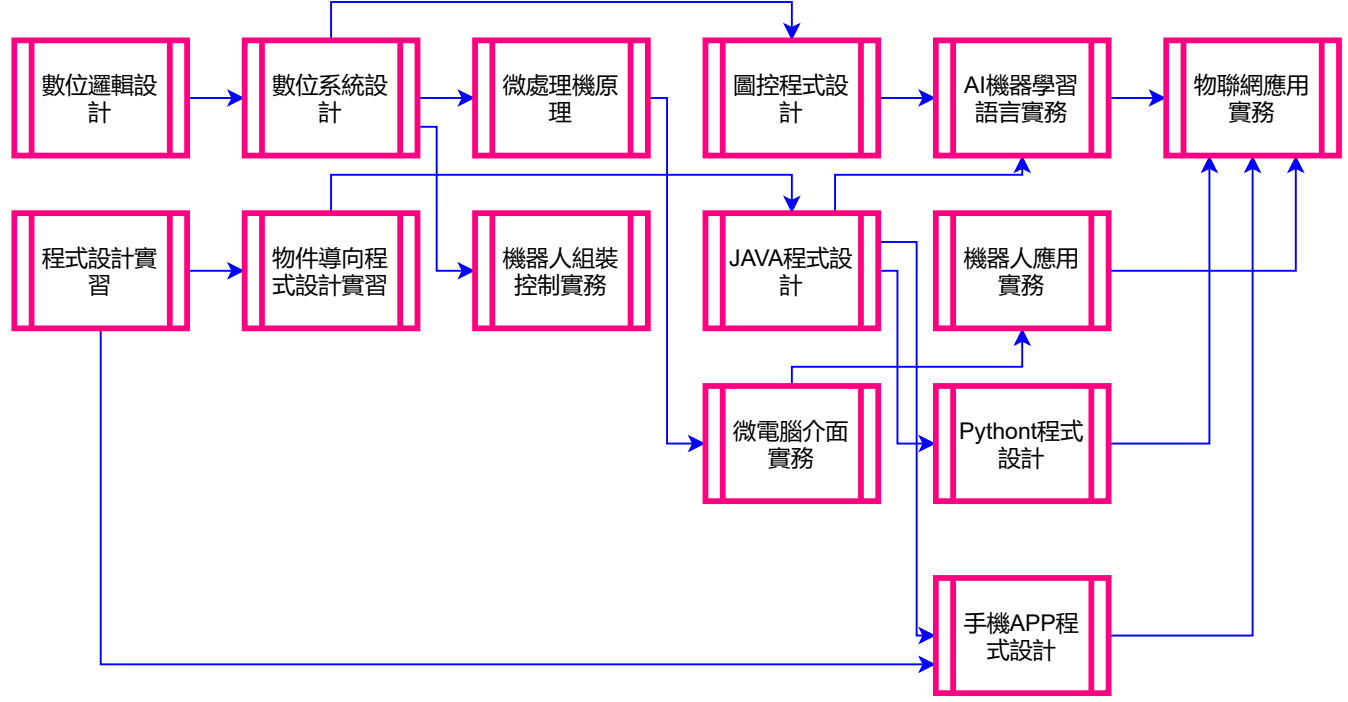 數位邏輯設
計
數位系統設
計
微處理機原
理
圖控程式設
計
AI機器學習
語言實務
物聯網應用
實務
程式設計實
習
物件導向程
式設計實習
機器人組裝
控制實務
JAVA程式設
計
機器人應用
實務
微電腦介面
實務
Pythont程式
設計
手機APP程
式設計